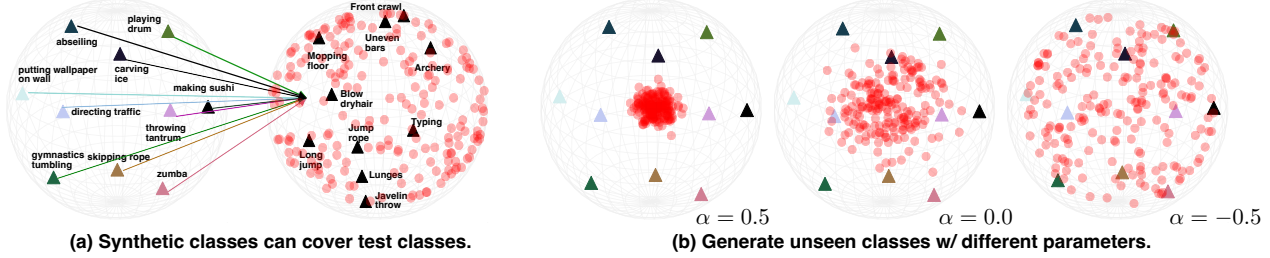 playing
drum
abseiling
putting wallpaper
on wall
carving
ice
making sushi
directing traffic
throwing
tantrum
gymnastics
tumbling
skipping rope
zumba
Front crawl
Uneven
bars
Mopping
floor
Archery
Blow
dryhair
Typing
Jump
rope
Long
jump
Lunges
Javelin
throw
(a) Synthetic classes can cover test classes.
α = 0.5
α = 0.0
α = −0.5
(b) Generate unseen classes w/ different parameters.